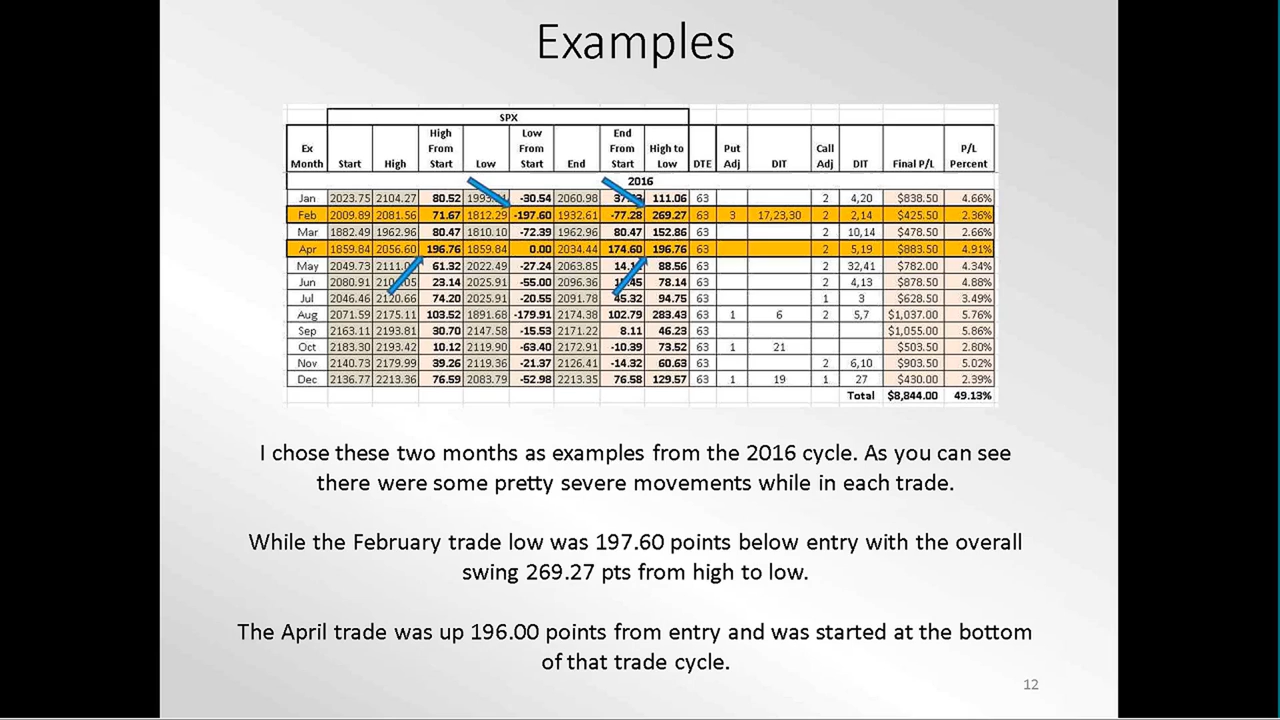 Examples
SPX
Ex Month Start High High From Start Low Low From Start End End From Start High to Low DTE Put Adj DIT Call Adj DIT Final P/L P/L Percent
2016
Jan 2023.75 2104.27 80.52 -30.54 2060.98 111.06 63 2 4,20 $838.50 4.66%
Feb 2009.89 2081.56 71.67 1812.29 -197.60 1932.61 -77.28 269.27 63 3 17,23,30 2 2,14 $425.50 2.36%
Mar 1882.49 1962.96 80.47 1810.10 -72.39 1962.96 80.47 152.86 63 2 10,14 $478.50 2.66%
Apr 1859.84 2056.60 196.76 1859.84 0.00 2034.44 174.60 196.76 63 2 5,19 $883.50 4.91%
May 2049.73 61.32 2022.49 -27.24 2063.85 88.56 63 2 32,41 $782.00 4.34%
Jun 2080.91 23.14 2025.91 -55.00 2096.36 78.14 63 2 4,13 $878.50 4.88%
Jul 2046.46 2120.66 74.20 2025.91 -20.55 2091.78 45.32 94.75 63 1 3 $628.50 3.49%
Aug 2071.59 2175.11 103.52 1891.68 -179.91 2174.38 102.79 283.43 63 1 6 2 5,7 $1,037.00 5.76%
Sep 2163.11 2193.81 30.70 2147.58 -15.53 2171.22 8.11 46.23 63 $1,055.00 5.86%
Oct 2183.30 2193.42 10.12 2119.90 -63.40 2172.91 -10.39 73.52 63 1 21 $503.50 2.80%
Nov 2140.73 2179.99 39.26 2119.36 -21.37 2126.41 -14.32 60.63 63 2 6,10 $903.50 5.02%
Dec 2136.77 2213.36 76.59 2083.79 -52.98 2213.35 76.58 129.57 63 1 19 1 27 $430.00 2.39%
Total $8,844.00 49.13%
I chose these two months as examples from the 2016 cycle. As you can see
there were some pretty severe movements while in each trade.
While the February trade low was 197.60 points below entry with the overall
swing 269.27 pts from high to low.
The April trade was up 196.00 points from entry and was started at the bottom
of that trade cycle.
12